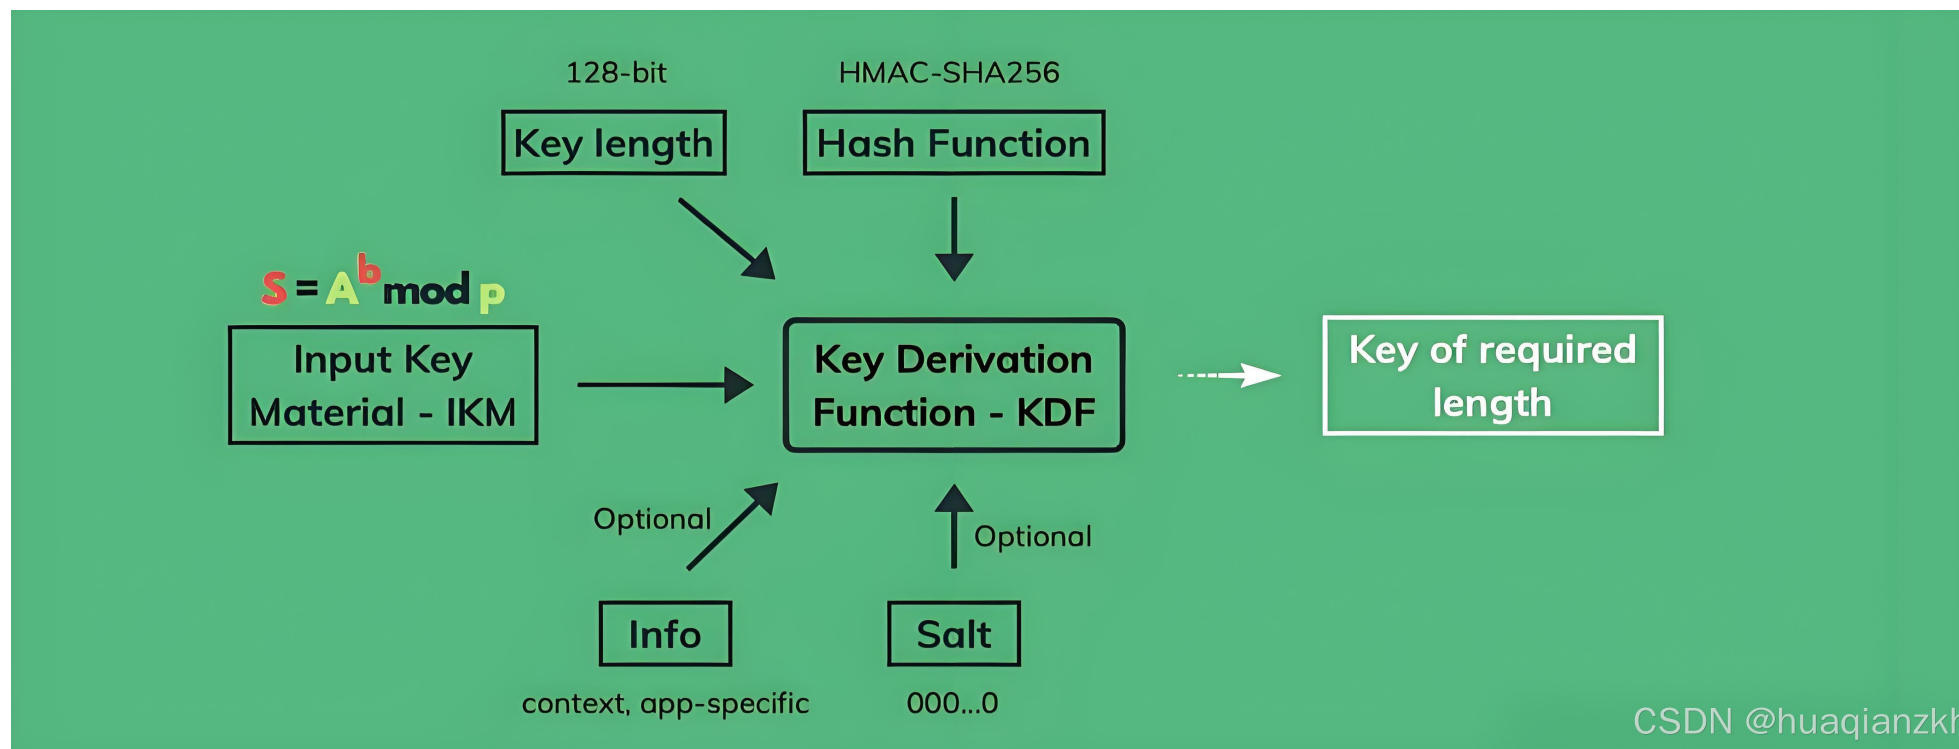 128-bit
HMAC-SHA256
Key length
Hash Function
S = A^b mod p
Input Key
Material - IKM
Key Derivation
Function - KDF
Key of required
length
Optional
Optional
Info
Salt
context, app-specific
000...0
CSDN @huaqianzkh